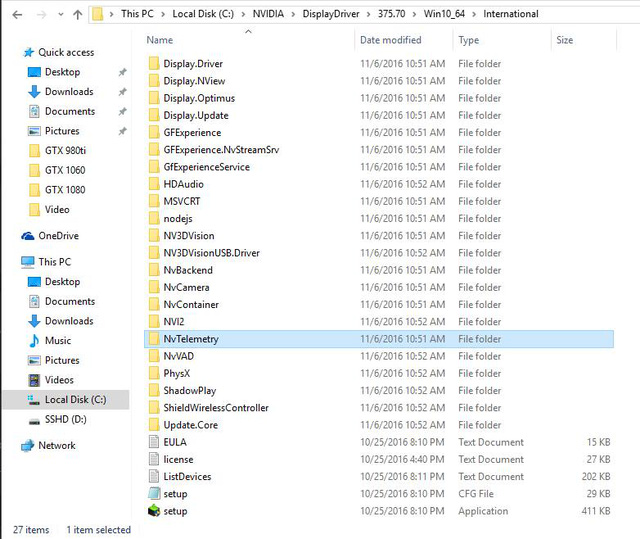 This PC > Local Disk (C:) > NVIDIA > DisplayDriver > 375.70 > Win10_64 > International
Name Date modified Type Size
Quick access
Desktop
Downloads
Documents
Pictures
GTX 980ti
GTX 1060
GTX 1080
Video
OneDrive
This PC
Desktop
Documents
Downloads
Music
Pictures
Videos
Local Disk (C:)
SSHD (D:)
Network
Display.Driver 11/6/2016 10:51 AM File folder
Display.NView 11/6/2016 10:51 AM File folder
Display.Optimus 11/6/2016 10:51 AM File folder
Display.Update 11/6/2016 10:51 AM File folder
GFExperience 11/6/2016 10:51 AM File folder
GFExperience.NvStreamSrv 11/6/2016 10:51 AM File folder
GfExperienceService 11/6/2016 10:51 AM File folder
HDAudio 11/6/2016 10:52 AM File folder
MSVCRT 11/6/2016 10:51 AM File folder
nodejs 11/6/2016 10:51 AM File folder
NV3DVision 11/6/2016 10:51 AM File folder
NV3DVisionUSB.Driver 11/6/2016 10:52 AM File folder
NvBackend 11/6/2016 10:51 AM File folder
NvCamera 11/6/2016 10:51 AM File folder
NvContainer 11/6/2016 10:51 AM File folder
NVI2 11/6/2016 10:52 AM File folder
NvTelemetry 11/6/2016 10:51 AM File folder
NvVAD 11/6/2016 10:52 AM File folder
PhysX 11/6/2016 10:52 AM File folder
ShadowPlay 11/6/2016 10:52 AM File folder
ShieldWirelessController 11/6/2016 10:52 AM File folder
Update.Core 11/6/2016 10:52 AM File folder
EULA 10/25/2016 8:10 PM Text Document 15 KB
license 10/25/2016 4:40 PM Text Document 27 KB
ListDevices 10/25/2016 8:11 PM Text Document 202 KB
setup 10/25/2016 8:10 PM CFG File 29 KB
setup 10/25/2016 8:10 PM Application 411 KB
27 items 1 item selected